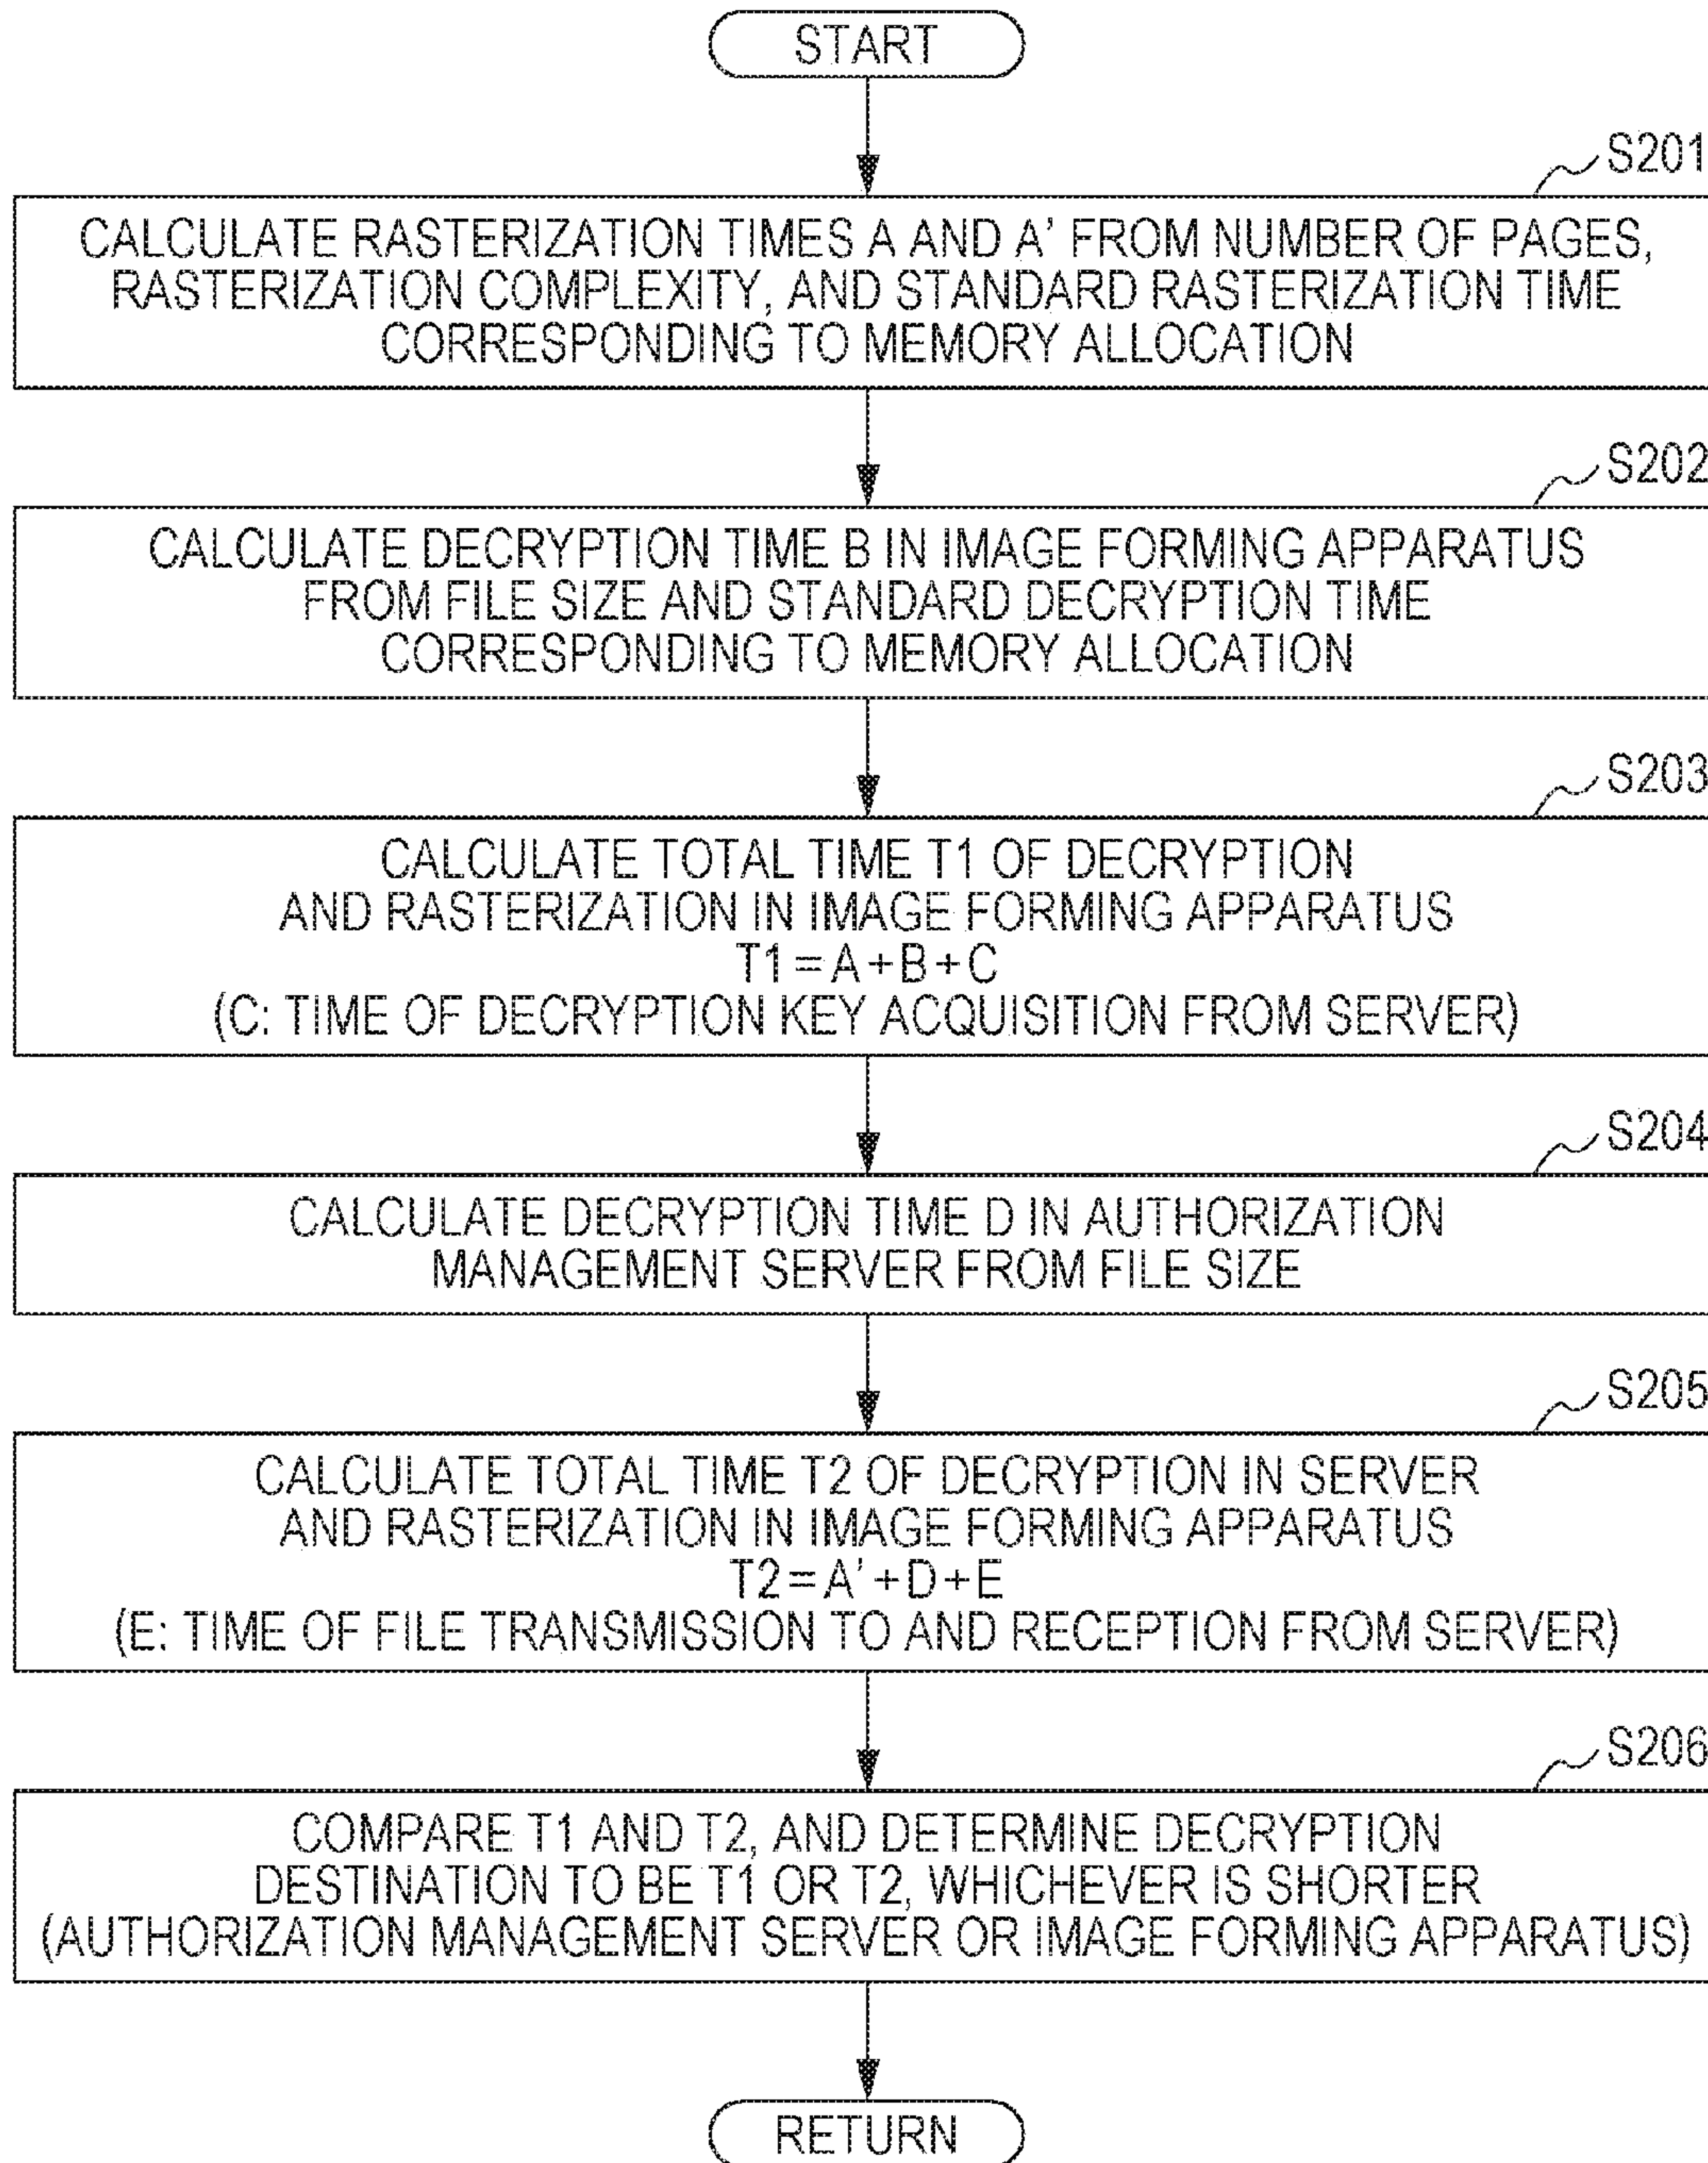 START
S201
CALCULATE RASTERIZATION TIMES A AND A' FROM NUMBER OF PAGES,
RASTERIZATION COMPLEXITY, AND STANDARD RASTERIZATION TIME
CORRESPONDING TO MEMORY ALLOCATION
S202
CALCULATE DECRYPTION TIME B IN IMAGE FORMING APPARATUS
FROM FILE SIZE AND STANDARD DECRYPTION TIME
CORRESPONDING TO MEMORY ALLOCATION
S203
CALCULATE TOTAL TIME T1 OF DECRYPTION
AND RASTERIZATION IN IMAGE FORMING APPARATUS
T1=A+B+C
(C: TIME OF DECRYPTION KEY ACQUISITION FROM SERVER)
S204
CALCULATE DECRYPTION TIME D IN AUTHORIZATION
MANAGEMENT SERVER FROM FILE SIZE
S205
CALCULATE TOTAL TIME T2 OF DECRYPTION IN SERVER
AND RASTERIZATION IN IMAGE FORMING APPARATUS
T2=A'+D+E
(E: TIME OF FILE TRANSMISSION TO AND RECEPTION FROM SERVER)
S206
COMPARE T1 AND T2, AND DETERMINE DECRYPTION
DESTINATION TO BE T1 OR T2, WHICHEVER IS SHORTER
(AUTHORIZATION MANAGEMENT SERVER OR IMAGE FORMING APPARATUS)
RETURN